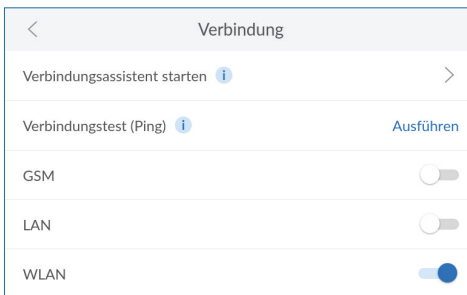 Verbindung
Verbindungsassistent starten i
Verbindungstest (Ping) i Ausführen
GSM
LAN
WLAN